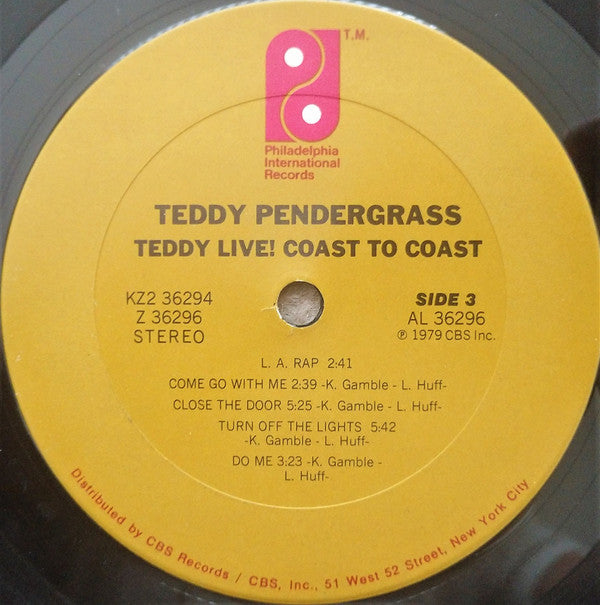 T.M.
Philadelphia
International
Records
TEDDY PENDERGRASS
TEDDY LIVE! COAST TO COAST
KZ2 36294
Z 36296
STEREO
SIDE 3
AL 36296
℗ 1979 CBS Inc.
L. A. RAP 2:41
COME GO WITH ME 2:39 -K. Gamble - L. Huff-
CLOSE THE DOOR 5:25 -K. Gamble - L. Huff-
TURN OFF THE LIGHTS 5:42
-K. Gamble - L. Huff-
DO ME 3:23 -K. Gamble -
L. Huff-
Distributed by CBS Records / CBS, Inc., 51 West 52 Street, New York City